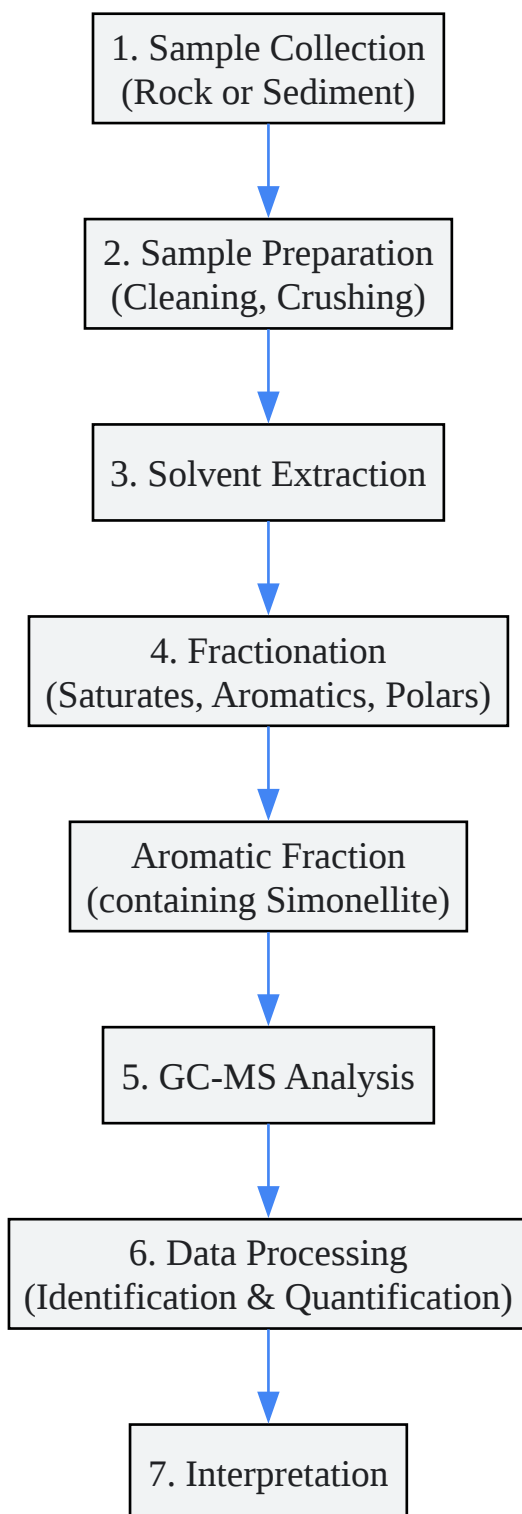 1. Sample Collection
(Rock or Sediment)
2. Sample Preparation
(Cleaning, Crushing)
3. Solvent Extraction
4. Fractionation
(Saturates, Aromatics, Polars)
Aromatic Fraction
(containing Simonellite)
5. GC-MS Analysis
6. Data Processing
(Identification & Quantification)
7. Interpretation